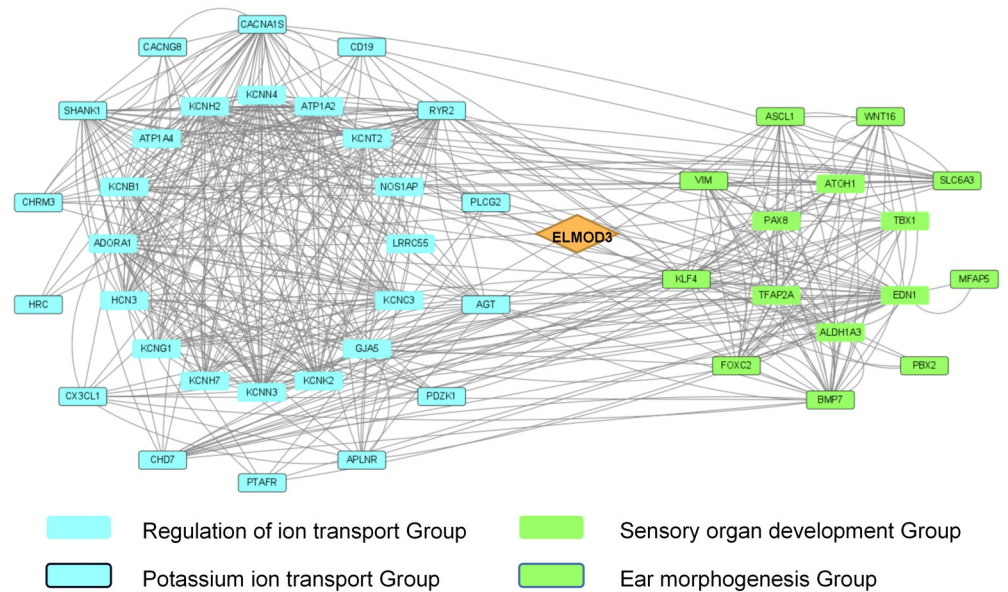 CACNA1S
CACNG8
CD19
KCNN4
KCNH2
ATP1A2
SHANK1
RYR2
ASCL1
WNT16
ATP1A4
KCNT2
VIM
ATOH1
SLC6A3
KCNB1
NOS1AP
CHRM3
PLCG2
PAX8
TBX1
ELMOD3
ADORA1
LRRC55
KLF4
MFAP5
HCN3
KCNC3
TFAP2A
EDN1
HRC
AGT
ALDH1A3
KCNG1
GJA5
FOXC2
PBX2
KCNH7
KCNK2
KCNN3
CX3CL1
PDZK1
BMP7
CHD7
APLNR
PTAFR
Regulation of ion transport Group
Sensory organ development Group
Potassium ion transport Group
Ear morphogenesis Group